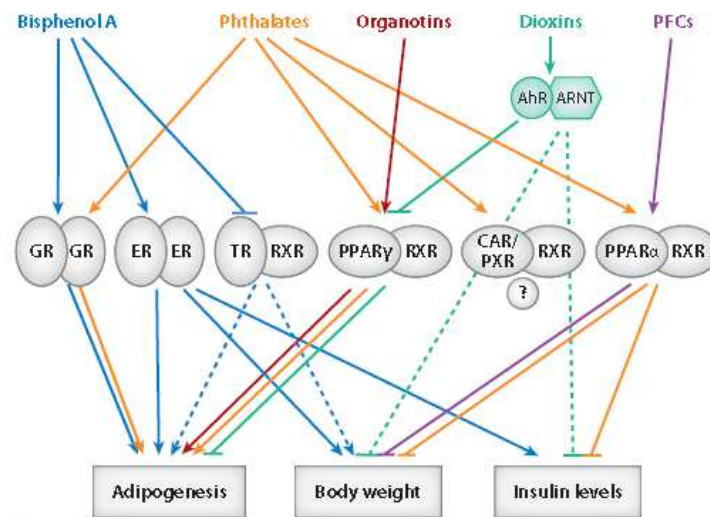 Bisphenol A Phthalates Organotins Dioxins PFCs
AhR ARNT
GR GR ER ER TR RXR PPARγ RXR CAR/ PXR RXR PPARα RXR
?
Adipogenesis Body weight Insulin levels